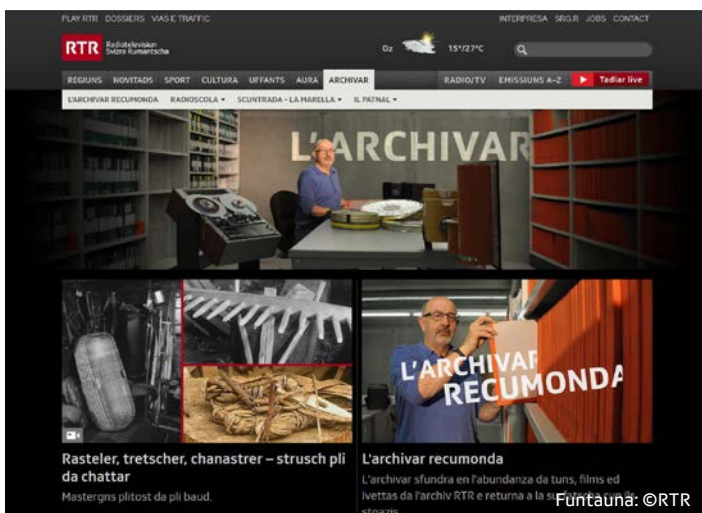 PLAY RTR DOSSIERS VIAS E TRAFFIC INTERPRESA SRG.R JOBS CONTACT
RTR Radiotelevisiun
Svizra Rumantscha
Oz 15°/27°C
REGIUNS NOVITADS SPORT CULTURA UFFANTS AURA ARCHIVAR RADIO/TV EMISSIUNS A–Z Tadlar live
L'ARCHIVAR RECUMONDA RADIOSCOLA SCUNTRADA - LA MARELLA IL PATNAL
L'ARCHIVAR
L'ARCHIVAR
RECUMONDA
Rasteler, tretscher, chanastrer – strusch pli
da chattar
Mastergns plitost da pli baud.
L'archivar recumonda
L'archivar sfundra en l'abundanza da tuns, films ed
ivettas da l'archiv RTR e returna a la
Funtauna: ©RTR